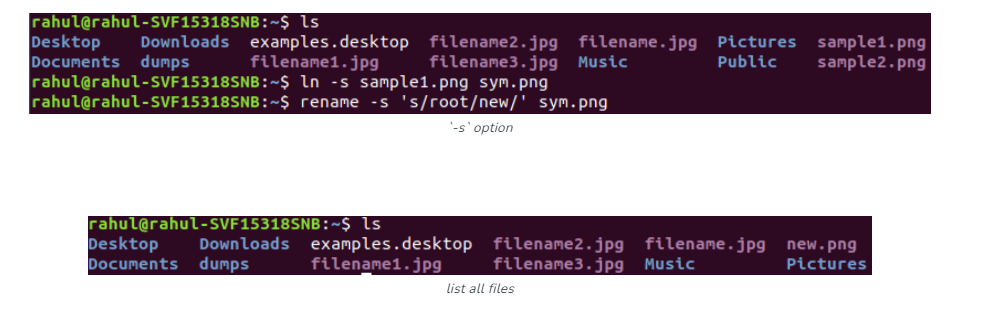 rahul@rahul-SVF15318SNB:~$ ls
Desktop Downloads examples.desktop filename2.jpg filename.jpg Pictures sample1.png
Documents dumps filename1.jpg filename3.jpg Music Public sample2.png
rahul@rahul-SVF15318SNB:~$ ln -s sample1.png sym.png
rahul@rahul-SVF15318SNB:~$ rename -s 's/root/new/' sym.png
`-s` option
rahul@rahul-SVF15318SNB:~$ ls
Desktop Downloads examples.desktop filename2.jpg filename.jpg new.png
Documents dumps filename1.jpg filename3.jpg Music Pictures
list all files